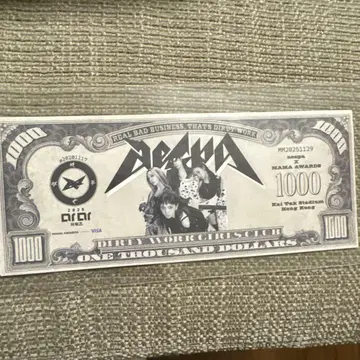 REAL BAD BUSINESS, THAT'S DIRTY WORK
1000
1000
aespa
MM20251129
aespa
X
MAMA AWARDS
1000
Kai Tak Stadium
Hong Kong
VISA
1000
DIRTY WORK GIRLS CLUB
ONE THOUSAND DOLLARS
1000